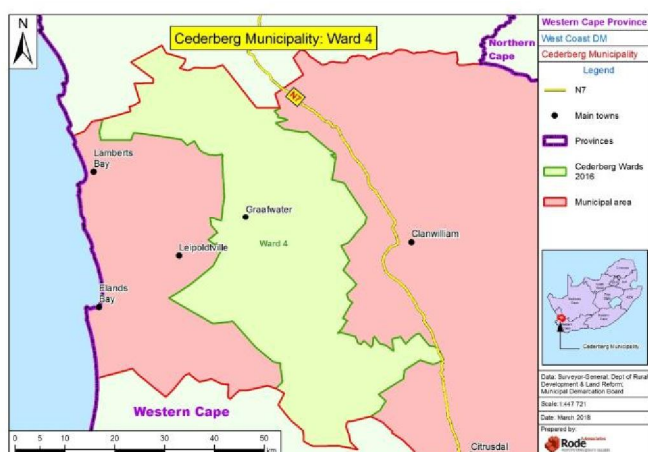 N
Cederberg Municipality: Ward 4
Northern
Cape
N7
Lamberts
Bay
Graafwater
Ward 4
Leipoldtville
Clanwilliam
Elands
Bay
Western Cape
Citrusdal
0 5 10 20 30 40 50
km
Western Cape Province
West Coast DM
Cederberg Municipality
Legend
N7
Main towns
Provinces
Cederberg Wards
2016
Municipal area
Cederberg Municipality
Data: Surveyor-General, Dept of Rural
Development & Land Reform;
Municipal Demarcation Board
Scale: 1:447 721
Date: March 2018
Prepared by:
Rode